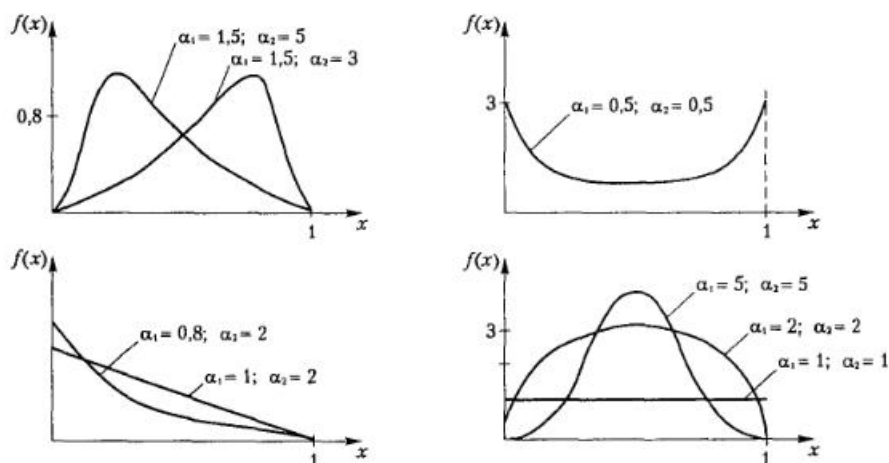 f(x)
α₁ = 1,5; α₂ = 5
α₁ = 1,5; α₂ = 3
0,8
1
x
f(x)
3
α₁ = 0,5; α₂ = 0,5
1
x
f(x)
α₁ = 0,8; α₂ = 2
α₁ = 1; α₂ = 2
1
x
f(x)
α₁ = 5; α₂ = 5
3
α₁ = 2; α₂ = 2
α₁ = 1; α₂ = 1
1
x